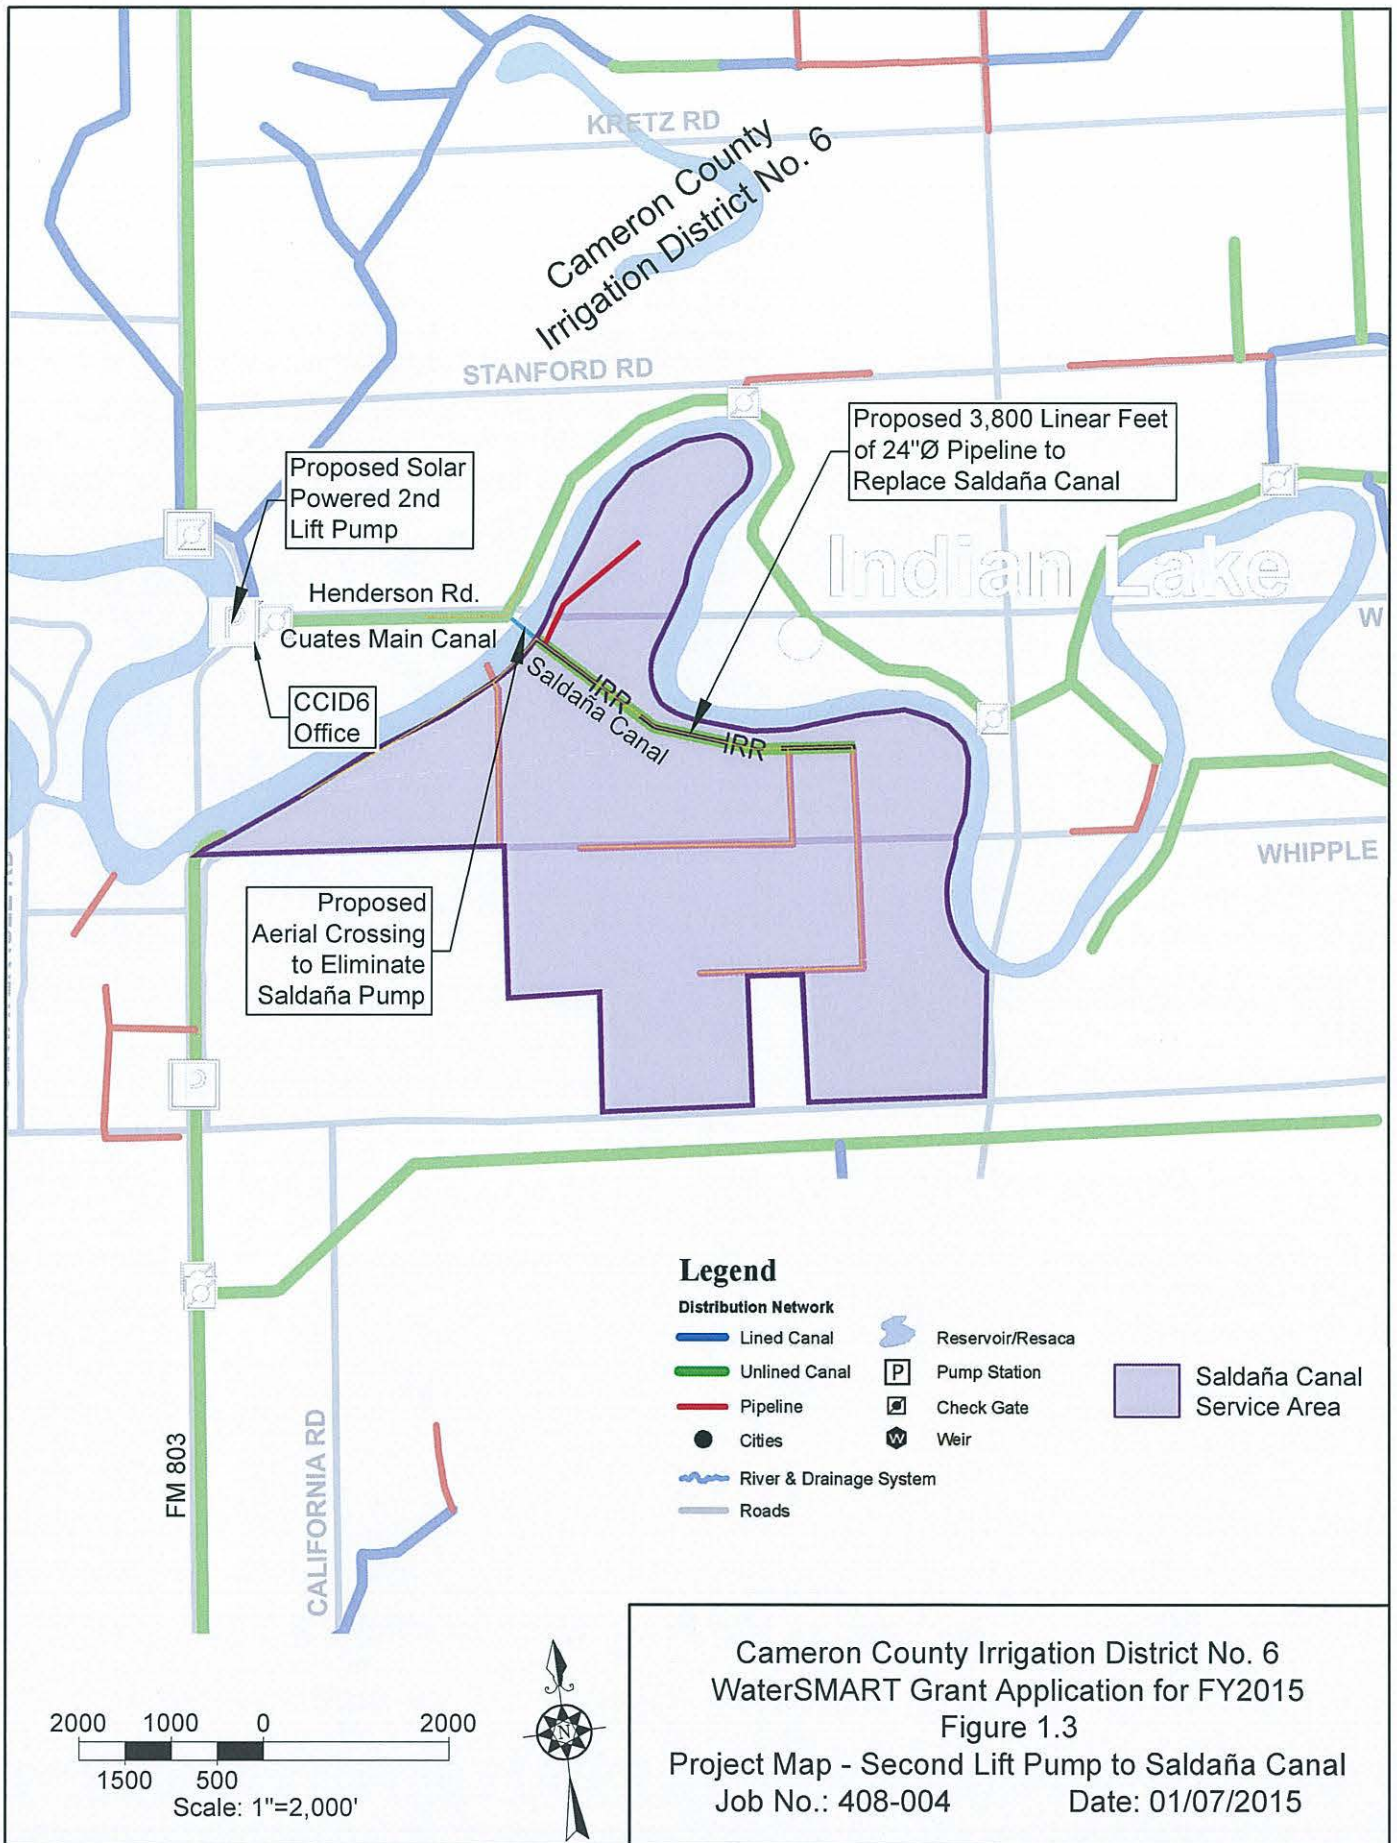 KRETZ RD
Cameron County
Irrigation District No. 6
STANFORD RD
Proposed 3,800 Linear Feet
of 24"Ø Pipeline to
Replace Saldaña Canal
Proposed Solar
Powered 2nd
Lift Pump
Indian Lake
Henderson Rd.
P
Cuates Main Canal
W
IRR
Saldaña Canal
IRR
CCID6
Office
WHIPPLE
Proposed
Aerial Crossing
to Eliminate
Saldaña Pump
Legend
Distribution Network
Lined Canal
Unlined Canal
Pipeline
Cities
River & Drainage System
Roads
Reservoir/Resaca
P Pump Station
Check Gate
W Weir
Saldaña Canal
Service Area
FM 803
CALIFORNIA RD
2000 1000 0 2000
1500 500
Scale: 1"=2,000'
N
Cameron County Irrigation District No. 6
WaterSMART Grant Application for FY2015
Figure 1.3
Project Map - Second Lift Pump to Saldaña Canal
Job No.: 408-004 Date: 01/07/2015